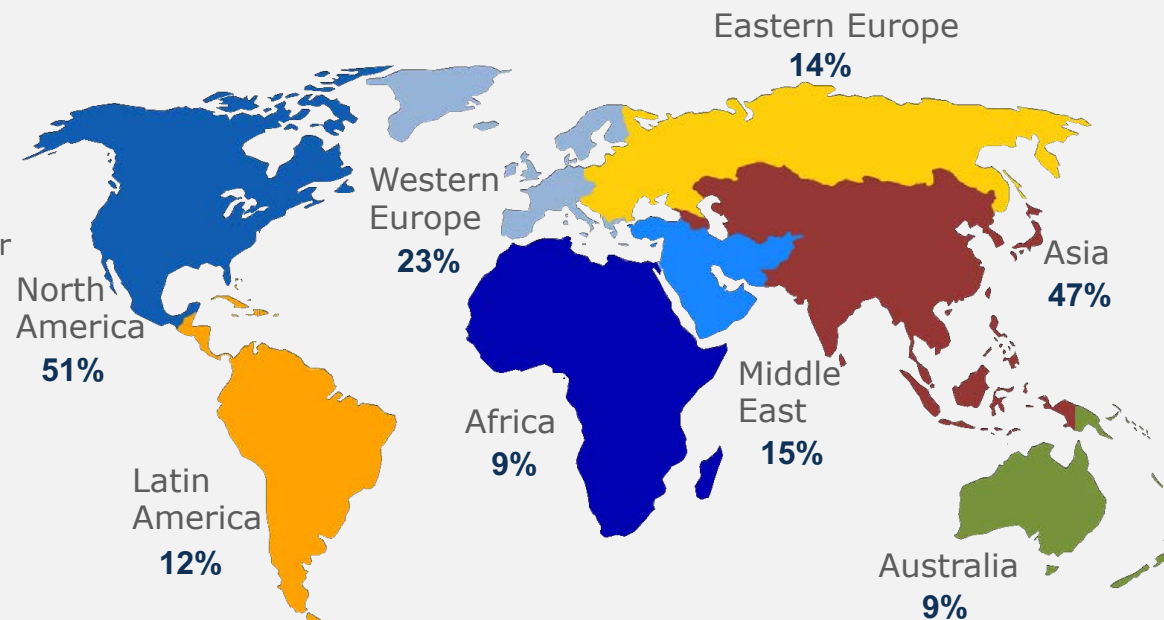 Eastern Europe
14%
Western
Europe
23%
r
North
America
51%
Asia
47%
Middle
East
15%
Africa
9%
Latin
America
12%
Australia
9%